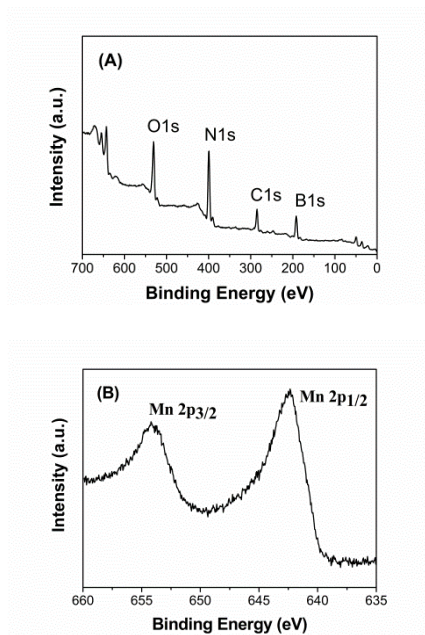 (A)
O1s
N1s
C1s
B1s
Intensity (a.u.)
700 600 500 400 300 200 100 0
Binding Energy (eV)
(B)
Mn 2p3/2
Mn 2p1/2
Intensity (a.u.)
660 655 650 645 640 635
Binding Energy (eV)